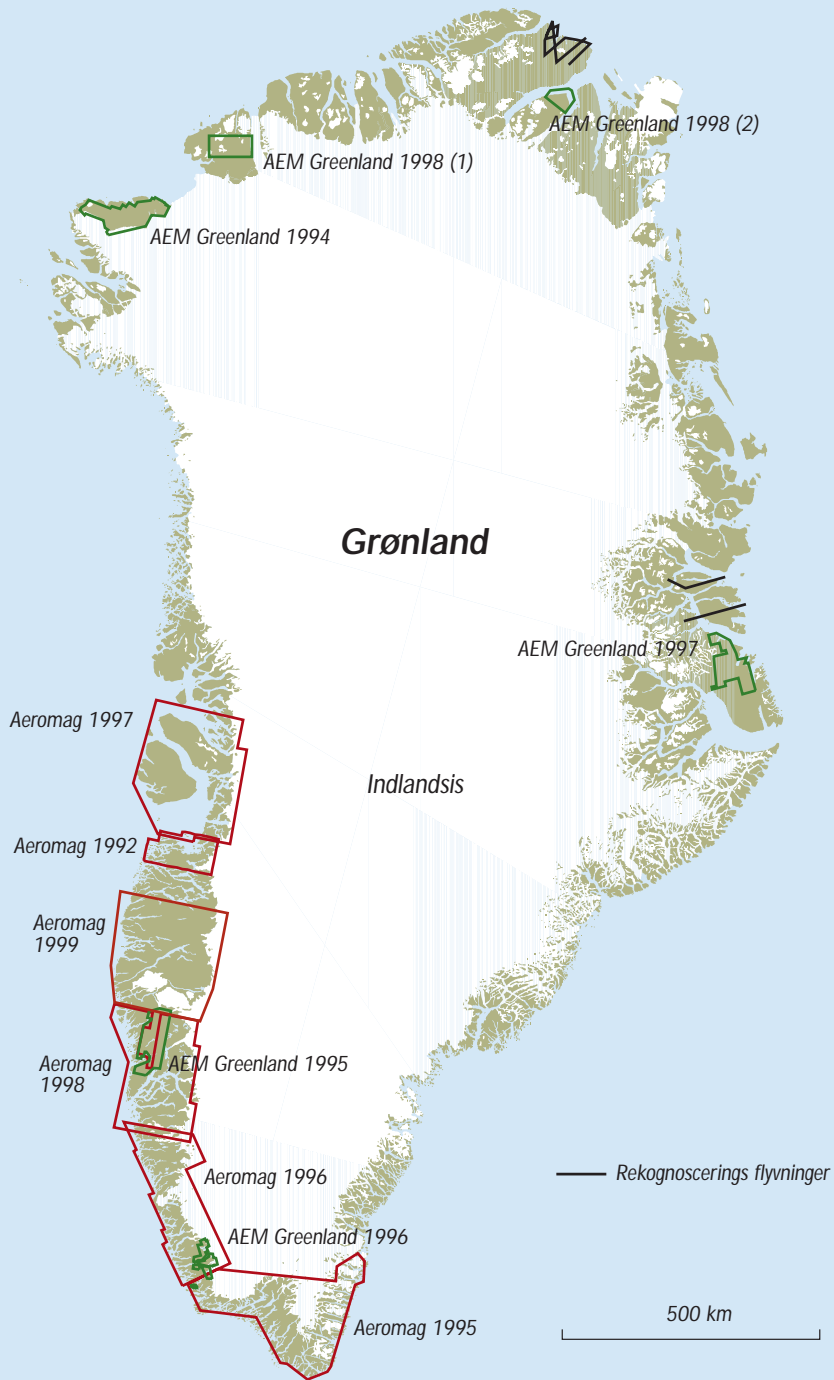 AEM Greenland 1998 (2)
AEM Greenland 1998 (1)
AEM Greenland 1994
Grønland
AEM Greenland 1997
Aeromag 1997
Indlandsis
Aeromag 1992
Aeromag
1999
AEM Greenland 1995
Aeromag
1998
Aeromag 1996
Rekognoscerings flyvninger
AEM Greenland 1996
500 km
Aeromag 1995